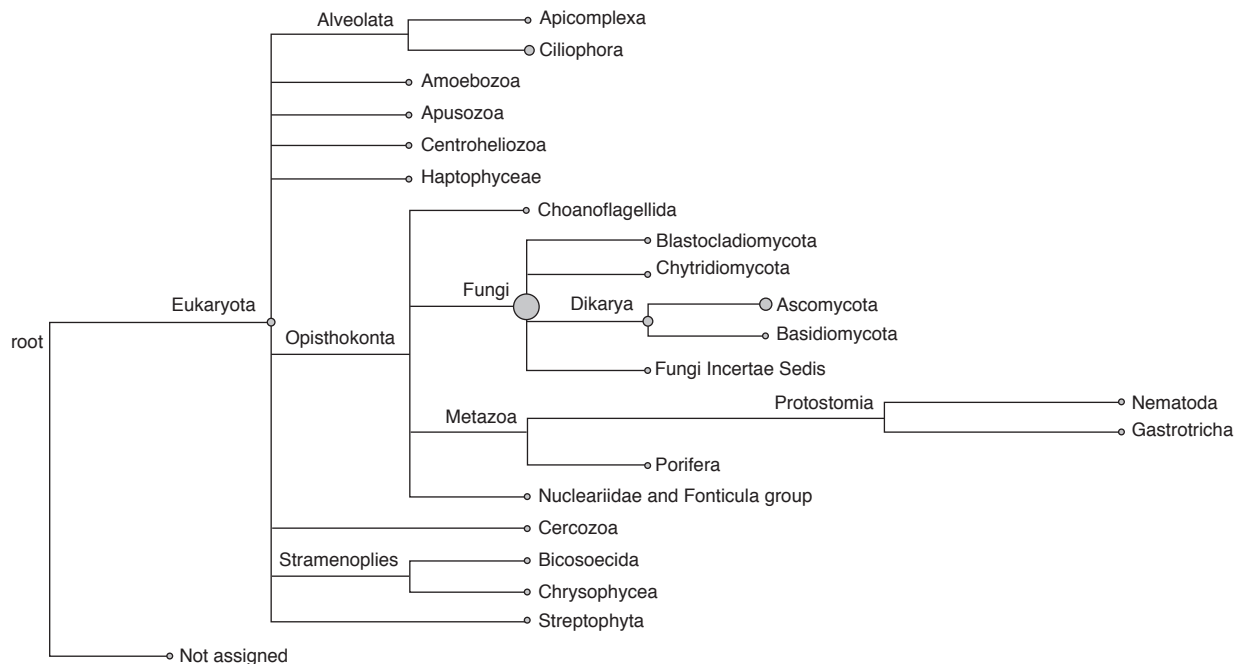 Alveolata
Apicomplexa
Ciliophora
Amoebozoa
Apusozoa
Centroheliozoa
Haptophyceae
Choanoflagellida
Blastocladiomycota
Chytridiomycota
Fungi
Dikarya
Ascomycota
Eukaryota
Basidiomycota
Opisthokonta
root
Fungi Incertae Sedis
Protostomia
Nematoda
Metazoa
Gastrotricha
Porifera
Nucleariidae and Fonticula group
Cercozoa
Stramenoplies
Bicosoecida
Chrysophycea
Streptophyta
Not assigned